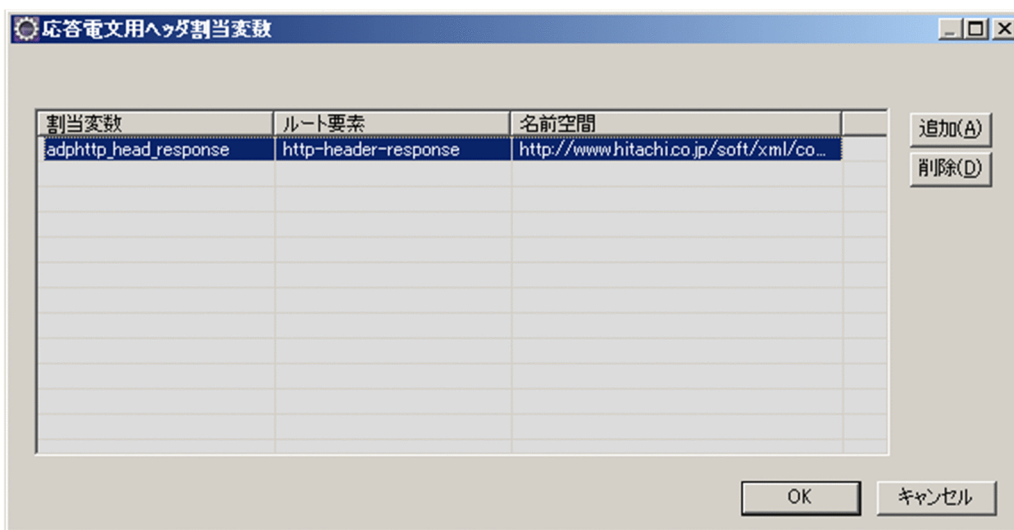 応答電文用ヘッダ割当変数
割当変数 ルート要素 名前空間
adphttp_head_response http-header-response http://www.hitachi.co.jp/soft/xml/co...
追加(A)
削除(D)
OK キャンセル